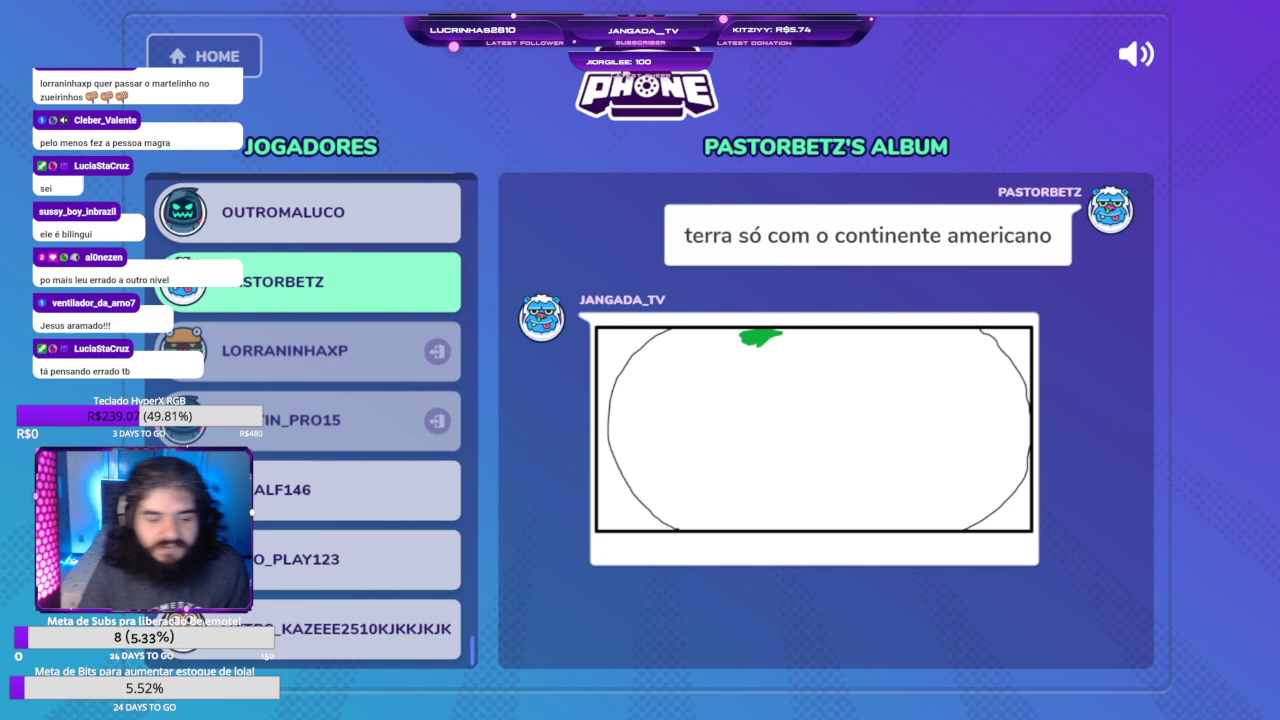 LUCRINHAS2810
LATEST FOLLOWER
JANGADA_TV
SUBSCRIBER
KITZIYY: R$5.74
LATEST DONATION
JIORGILEE: 100
HOME
PHONE
lorraninhaxp quer passar o martelinho no
zueirinhos
Cleber_Valente
pelo menos fez a pessoa magra
LuciaStaCruz
sei
sussy_boy_inbrazil
ele é bilingui
al0nezen
po mais leu errado a outro nivel
ventilador_da_arno7
Jesus aramado!!!
LuciaStaCruz
tá pensando errado tb
JOGADORES
OUTROMALUCO
STORBETZ
LORRANINHAXP
IN_PRO15
ALF146
O_PLAY123
_KAZEEE2510KJKKJKJK
PASTORBETZ'S ALBUM
PASTORBETZ
terra só com o continente americano
JANGADA_TV
Teclado HyperX RGB
R$239.07 (49.81%)
R$0
3 DAYS TO GO
R$480
Meta de Subs pra liberação de emote!
8 (5.33%)
0
24 DAYS TO GO
150
Meta de Bits para aumentar estoque de lola!
5.52%
24 DAYS TO GO